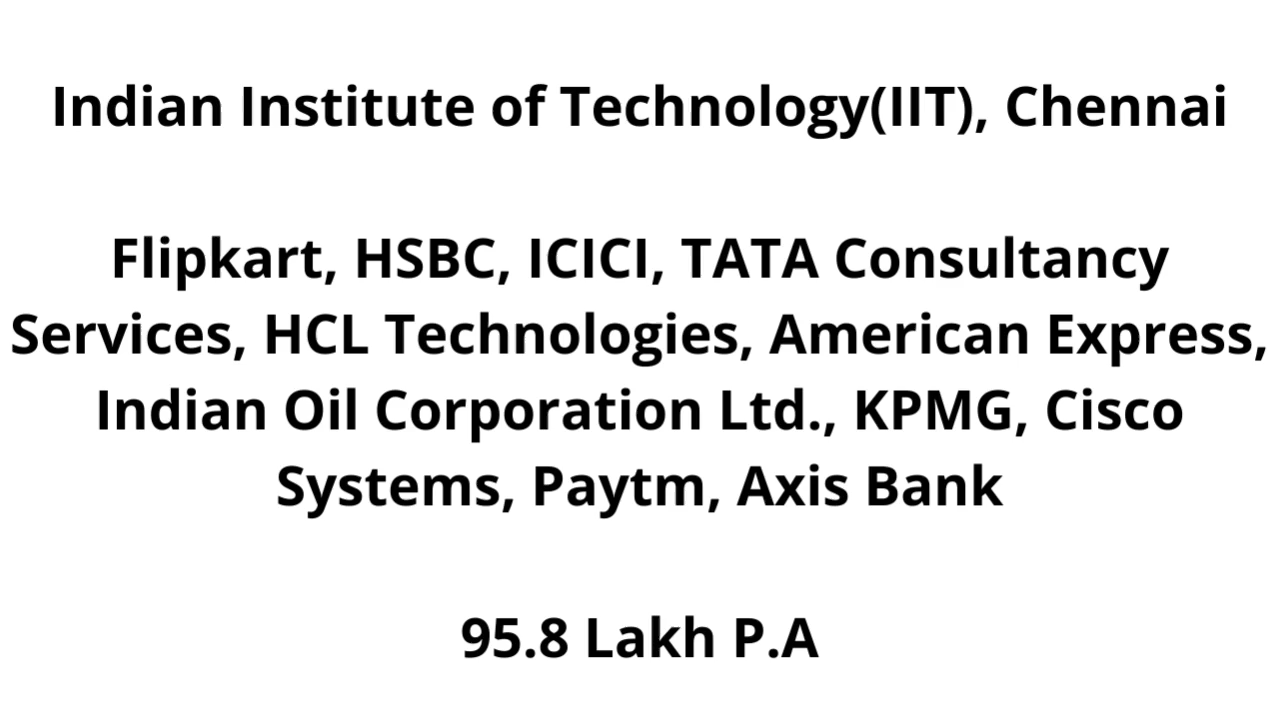 Indian Institute of Technology(IIT), Chennai
Flipkart, HSBC, ICICI, TATA Consultancy
Services, HCL Technologies, American Express,
Indian Oil Corporation Ltd., KPMG, Cisco
Systems, Paytm, Axis Bank
95.8 Lakh P.A